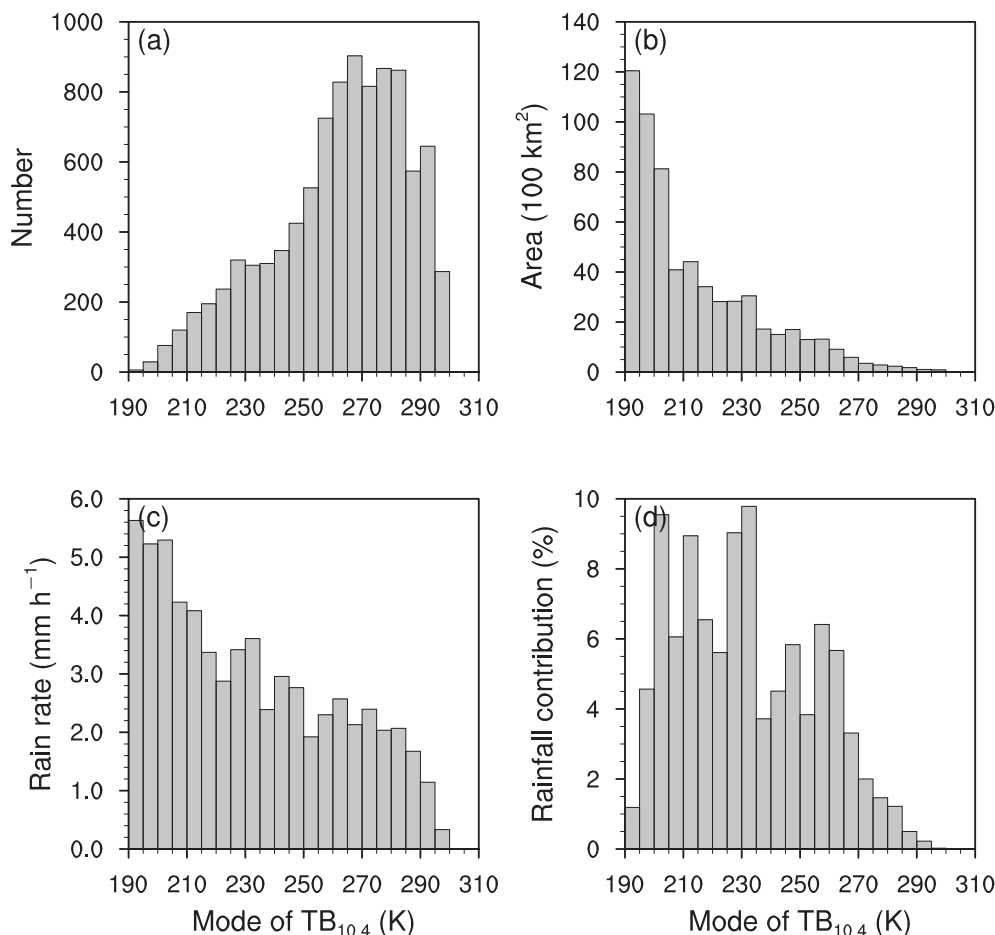 (a)
Number
1000
800
600
400
200
0
190 210 230 250 270 290 310
(b)
Area (100 km²)
140
120
100
80
60
40
20
0
190 210 230 250 270 290 310
(c)
Rain rate (mm h⁻¹)
6.0
5.0
4.0
3.0
2.0
1.0
0.0
190 210 230 250 270 290 310
Mode of TB₁₀.₄ (K)
(d)
Rainfall contribution (%)
10
8
6
4
2
0
190 210 230 250 270 290 310
Mode of TB₁₀.₄ (K)